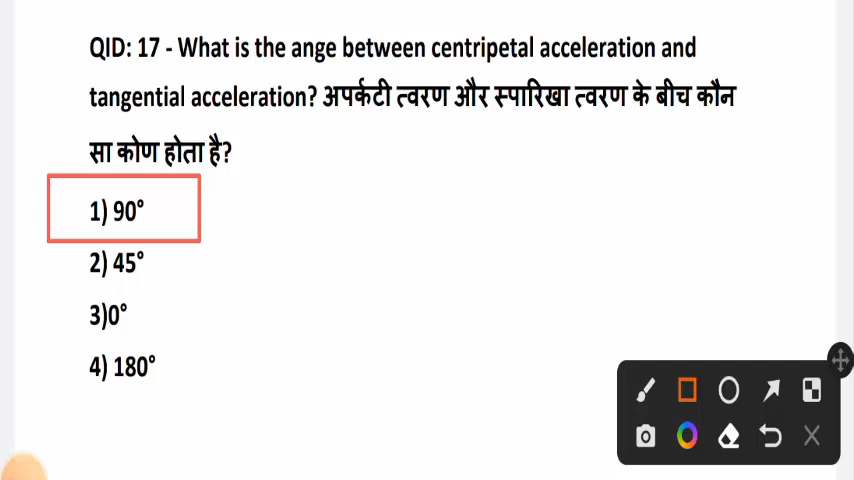 QID: 17 - What is the ange between centripetal acceleration and
tangential acceleration? अपर्कटी त्वरण और स्पारिखा त्वरण के बीच कौन
सा कोण होता है?
1) 90°
2) 45°
3)0°
4) 180°